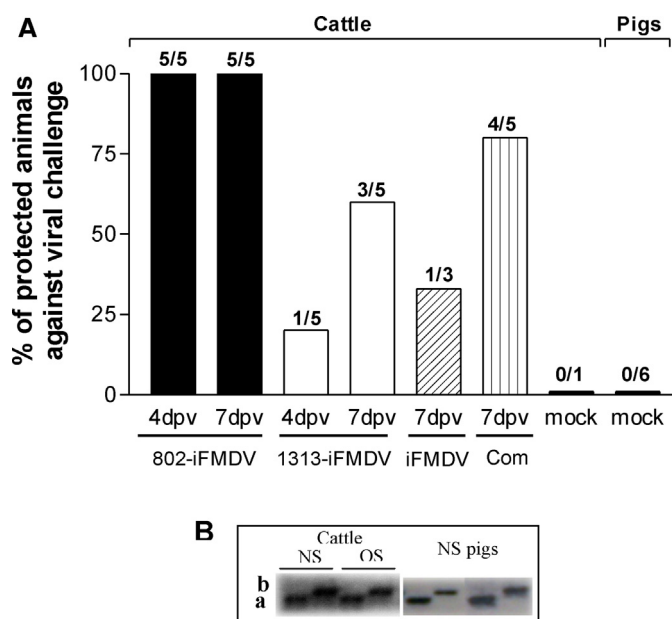 A
Cattle
Pigs
% of protected animals
against viral challenge
100
75
50
25
0
5/5
5/5
1/5
3/5
1/3
4/5
0/1
0/6
4dpv 7dpv 4dpv 7dpv 7dpv 7dpv mock mock
802-iFMDV 1313-iFMDV iFMDV Com
B
Cattle
NS OS NS pigs
b
a